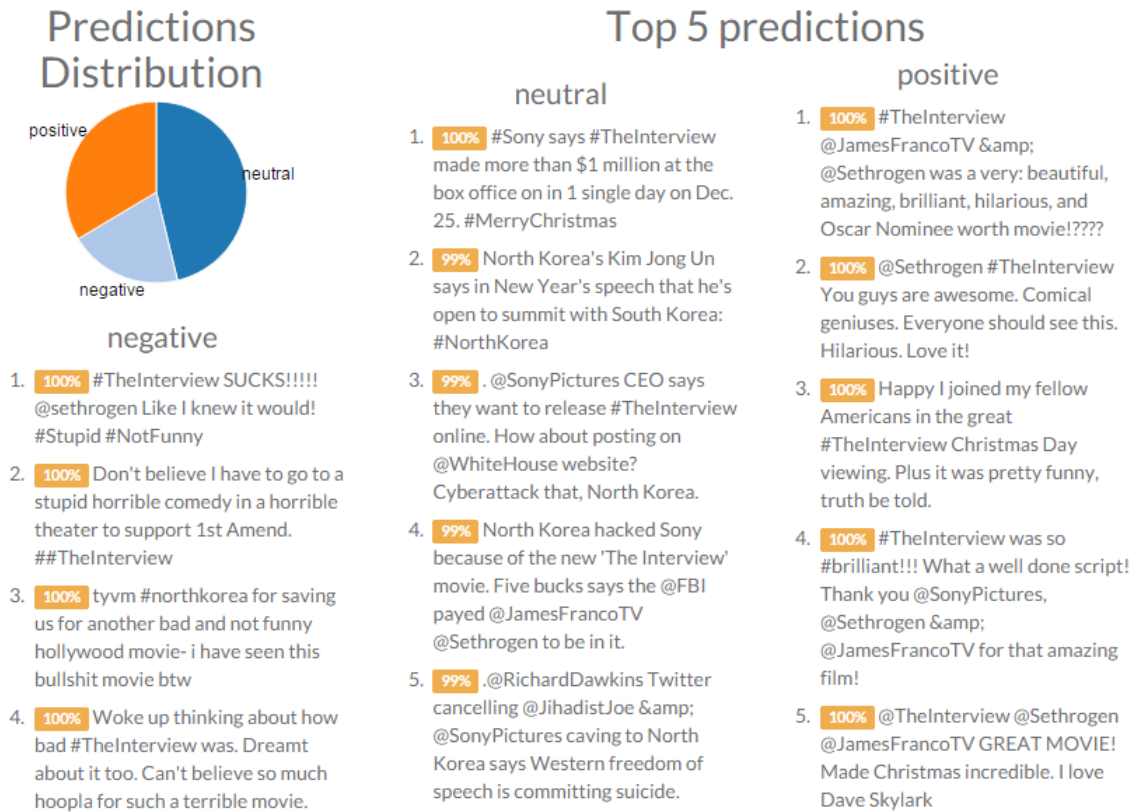 Predictions
Distribution
positive
neutral
negative
negative
1. 100% #TheInterview SUCKS!!!!!
@sethrogen Like I knew it would!
#Stupid #NotFunny
2. 100% Don't believe I have to go to a
stupid horrible comedy in a horrible
theater to support 1st Amend.
##TheInterview
3. 100% tyvm #northkorea for saving
us for another bad and not funny
hollywood movie- i have seen this
bullshit movie btw
4. 100% Woke up thinking about how
bad #TheInterview was. Dreamt
about it too. Can't believe so much
hoopla for such a terrible movie.
Top 5 predictions
neutral
1. 100% #Sony says #TheInterview
made more than $1 million at the
box office on in 1 single day on Dec.
25. #MerryChristmas
2. 99% North Korea's Kim Jong Un
says in New Year's speech that he's
open to summit with South Korea:
#NorthKorea
3. 99% . @SonyPictures CEO says
they want to release #TheInterview
online. How about posting on
@WhiteHouse website?
Cyberattack that, North Korea.
4. 99% North Korea hacked Sony
because of the new 'The Interview'
movie. Five bucks says the @FBI
payed @JamesFrancoTV
@Sethrogen to be in it.
5. 99% .@RichardDawkins Twitter
cancelling @JihadistJoe &amp;
@SonyPictures caving to North
Korea says Western freedom of
speech is committing suicide.
positive
1. 100% #TheInterview
@JamesFrancoTV &amp;
@Sethrogen was a very: beautiful,
amazing, brilliant, hilarious, and
Oscar Nominee worth movie!????
2. 100% @Sethrogen #TheInterview
You guys are awesome. Comical
geniuses. Everyone should see this.
Hilarious. Love it!
3. 100% Happy I joined my fellow
Americans in the great
#TheInterview Christmas Day
viewing. Plus it was pretty funny,
truth be told.
4. 100% #TheInterview was so
#brilliant!!! What a well done script!
Thank you @SonyPictures,
@Sethrogen &amp;
@JamesFrancoTV for that amazing
film!
5. 100% @TheInterview @Sethrogen
@JamesFrancoTV GREAT MOVIE!
Made Christmas incredible. I love
Dave Skylark